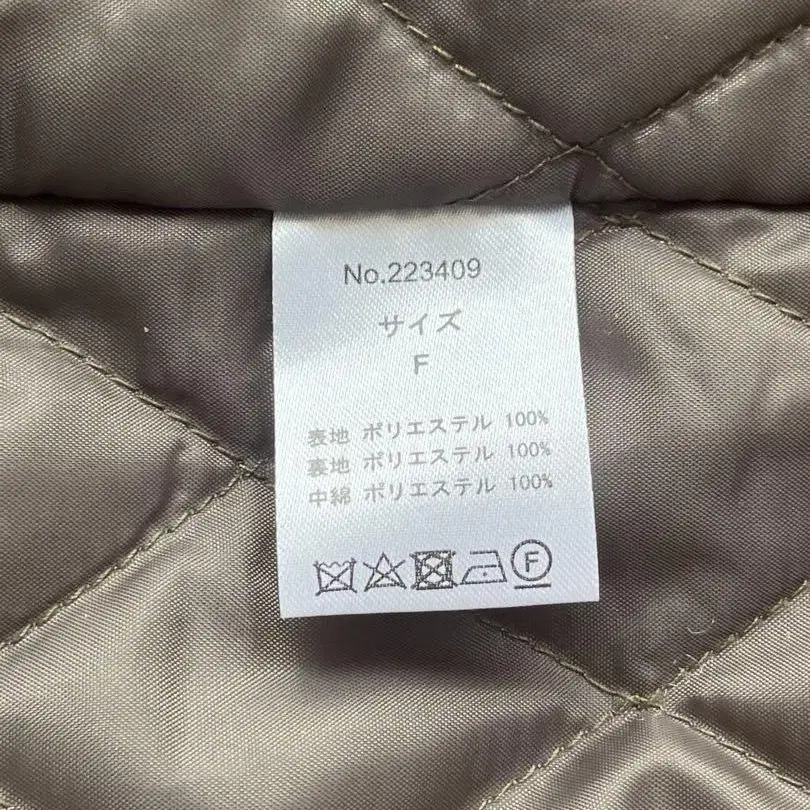 No.223409
サイズ
F
表地 ポリエステル 100%
裏地 ポリエステル 100%
中綿 ポリエステル 100%
F